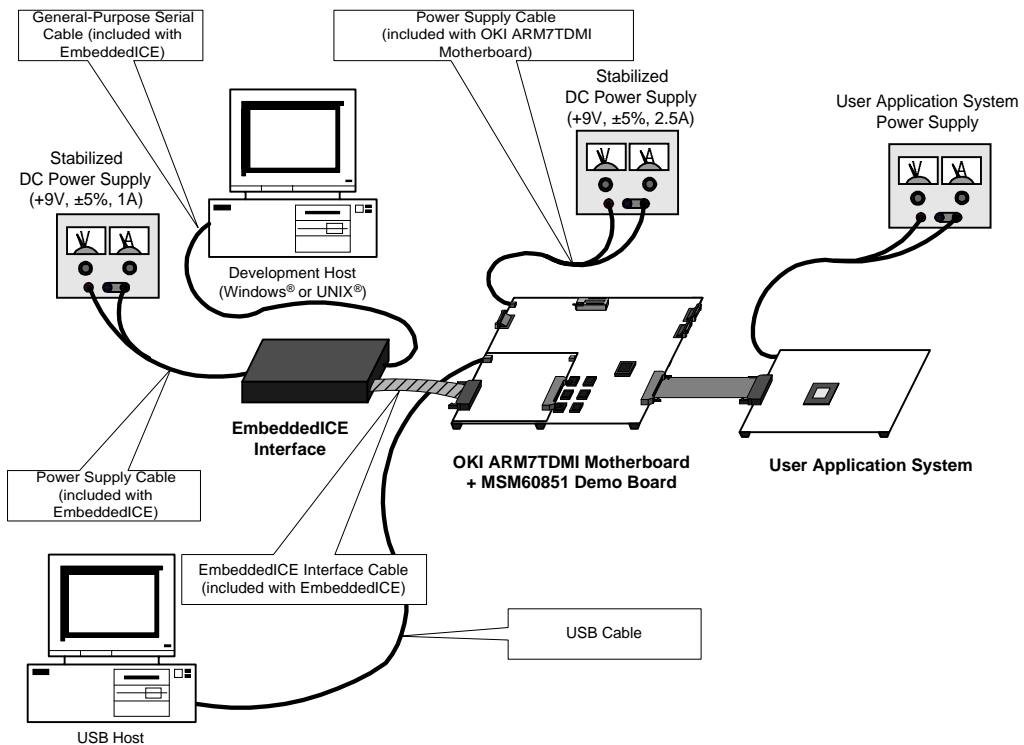 General-Purpose Serial
Cable (included with
EmbeddedICE)
Power Supply Cable
(included with OKI ARM7TDMI
Motherboard)
Stabilized
DC Power Supply
(+9V, ±5%, 2.5A)
User Application System
Power Supply
Stabilized
DC Power Supply
(+9V, ±5%, 1A)
V A
V A
V A
Development Host
(Windows® or UNIX®)
EmbeddedICE
Interface
OKI ARM7TDMI Motherboard
+ MSM60851 Demo Board
User Application System
Power Supply Cable
(included with
EmbeddedICE)
EmbeddedICE Interface Cable
(included with EmbeddedICE)
USB Cable
USB Host